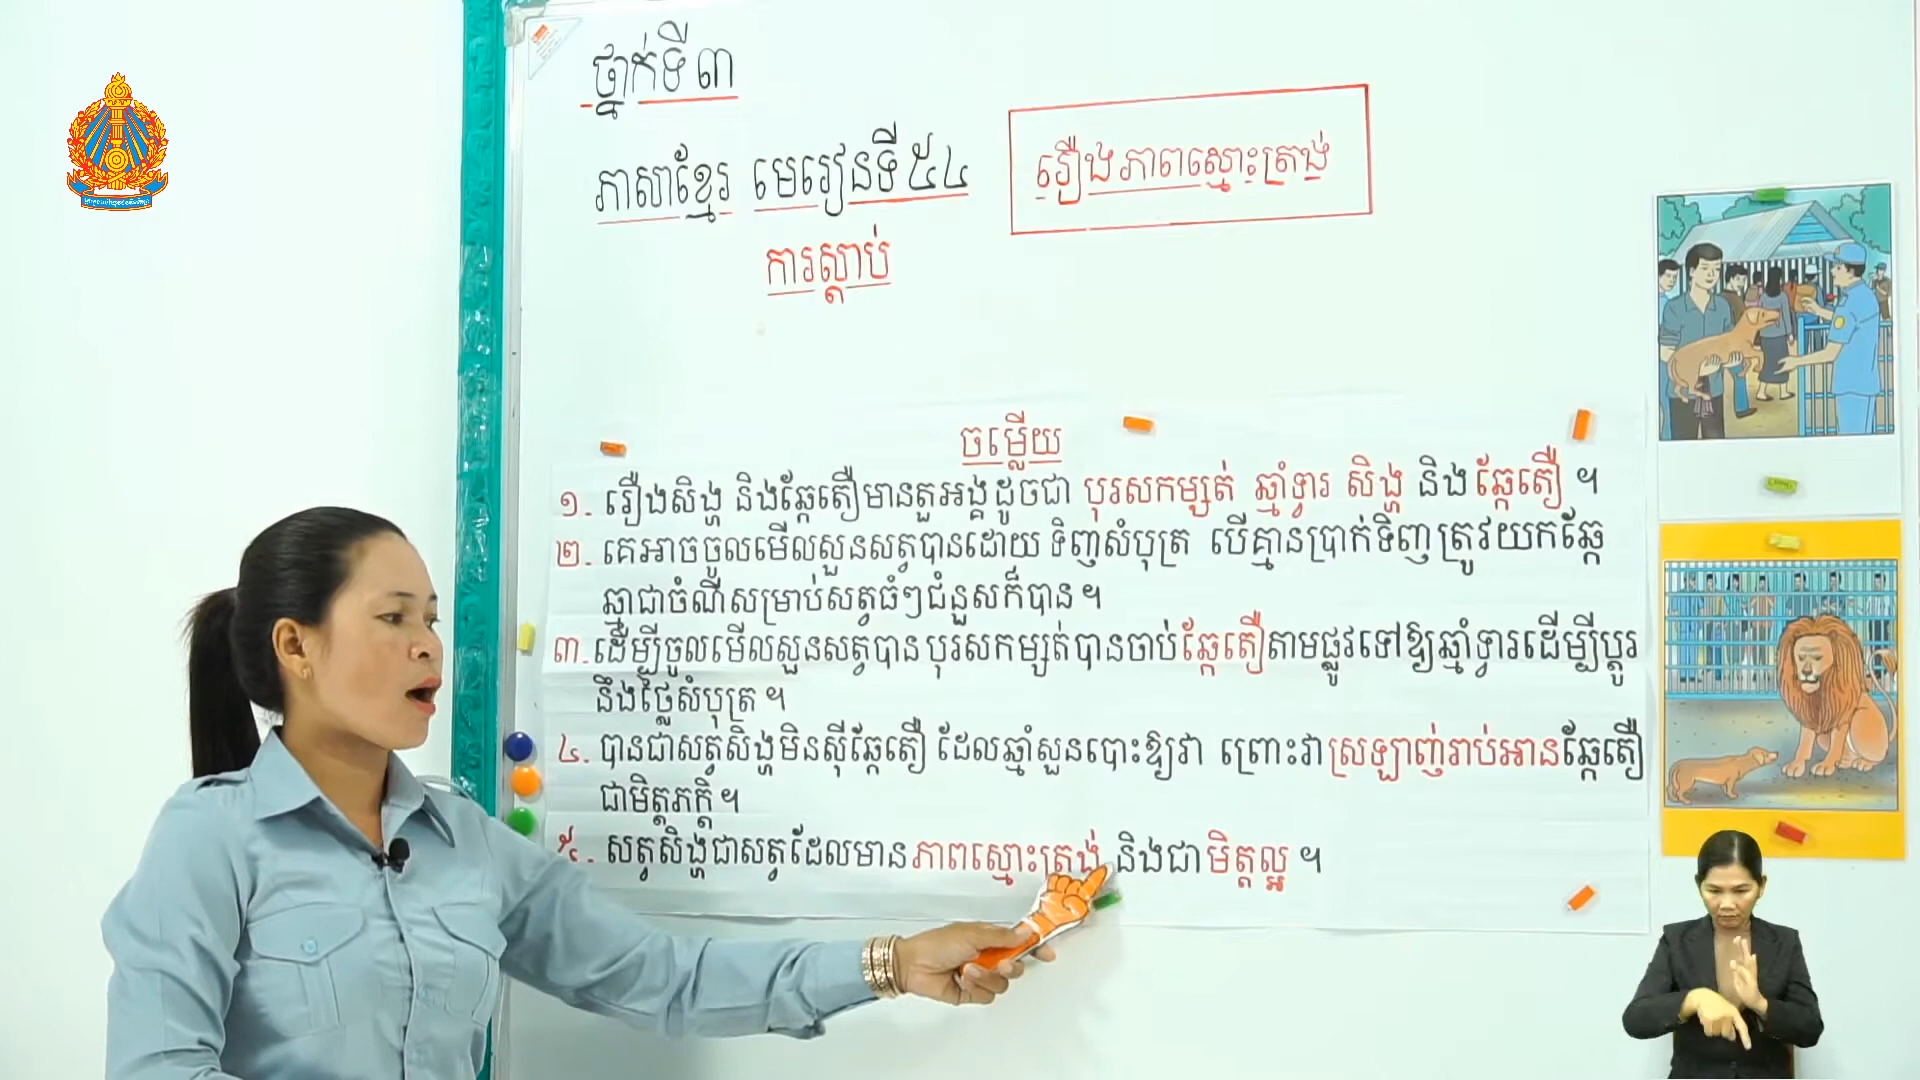 ថ្នាក់ទី ៣
ភាសាខ្មែរ មេរៀនទី ៥៤
រឿងភាពស្មោះត្រង់
ការស្ដាប់
ចម្លើយ
១. រឿងសិង្ហ និងឆ្កែតឿមានតួអង្គដូចជា បុរសកម្សត់ ឆ្មាំទ្វារ សិង្ហ និងឆ្កែតឿ ។
២. គេអាចចូលមើលសួនសត្វបានដោយ ទិញសំបុត្រ បើគ្មានប្រាក់ទិញត្រូវយកឆ្កែ
ឆ្មាជាចំណីសម្រាប់សត្វធំៗជំនួសក៏បាន។
៣.ដើម្បីចូលមើលសួនសត្វបានបុរសកម្សត់បានចាប់ឆ្កែតឿតាមផ្លូវទៅឱ្យឆ្មាំទ្វារដើម្បីប្ដូរ
នឹងថ្លៃសំបុត្រ។
៤. បានជាសត្វសិង្ហមិនស៊ីឆ្កែតឿ ដែលឆ្មាំសួនបោះឱ្យវា ព្រោះវាស្រឡាញ់រាប់អានឆ្កែតឿ
ជាមិត្តភក្ដិ។
៥. សត្វសិង្ហជាសត្វដែលមានភាពស្មោះត្រង់ និងជាមិត្តល្អ។